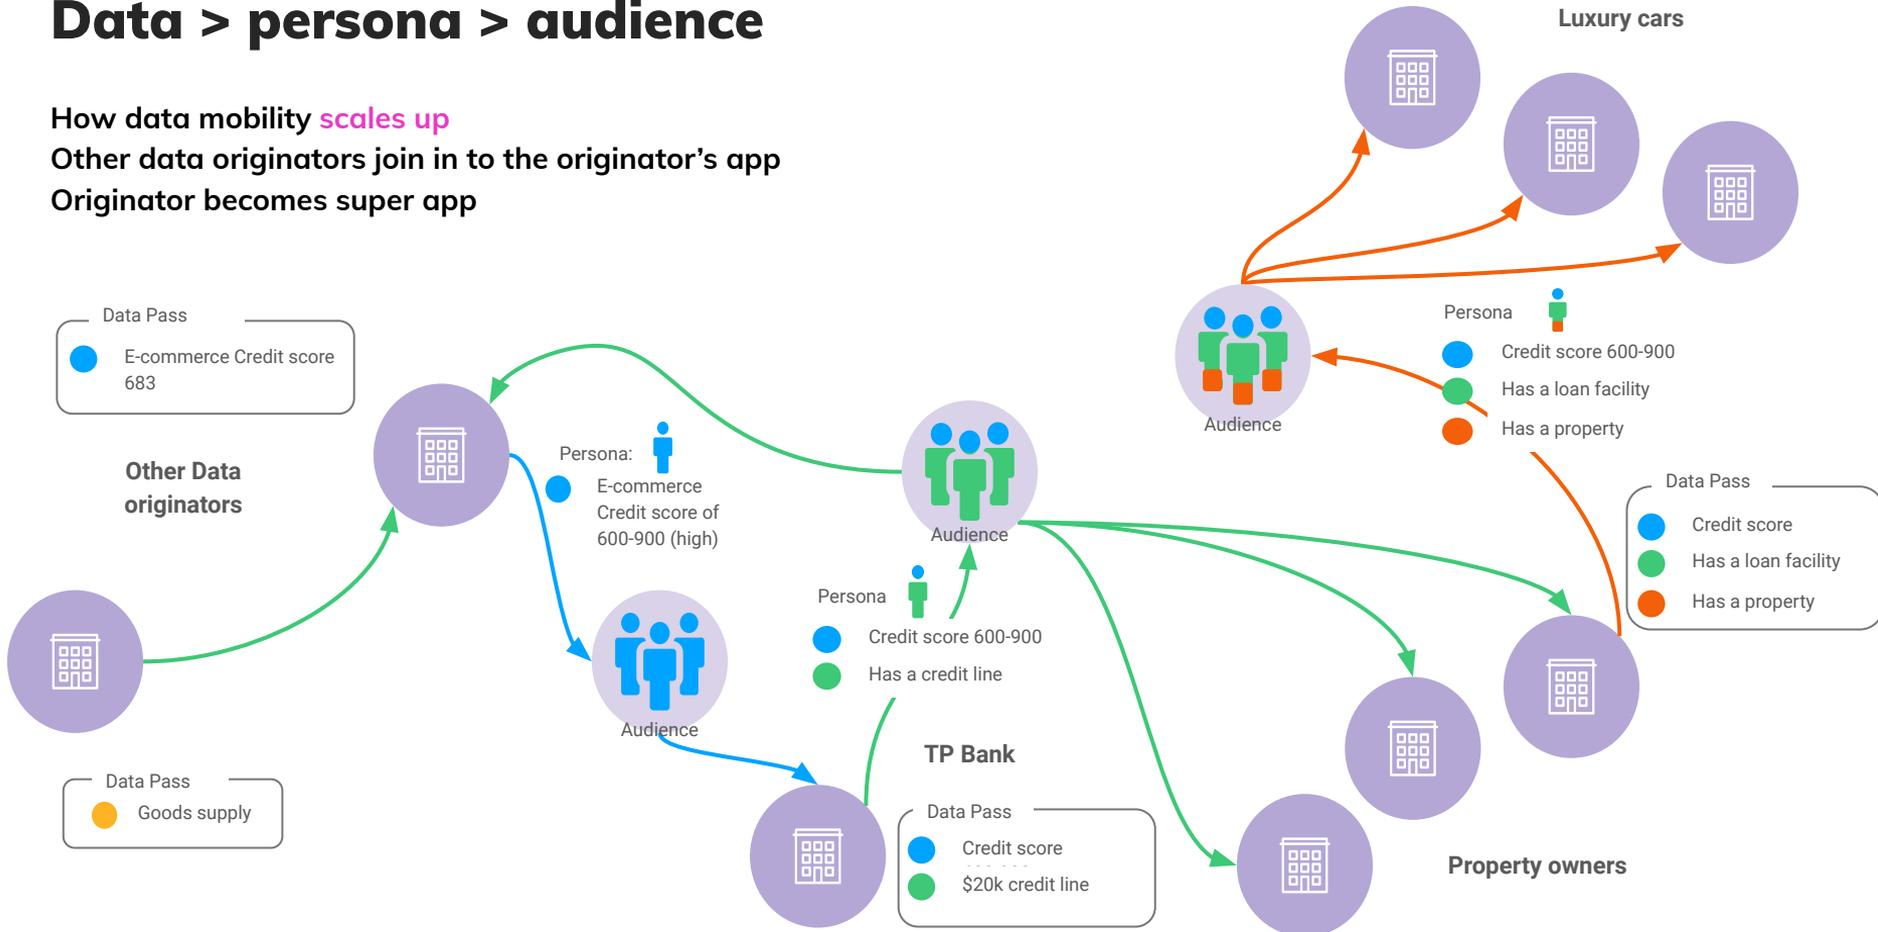 Data > persona > audience
How data mobility scales up
Other data originators join in to the originator’s app
Originator becomes super app
Luxury cars
Data Pass
E-commerce Credit score
683
Other Data
originators
Persona:
E-commerce
Credit score of
600-900 (high)
Audience
Data Pass
Goods supply
Audience
Persona
Credit score 600-900
Has a credit line
TP Bank
Data Pass
Credit score
$20k credit line
Audience
Persona
Credit score 600-900
Has a loan facility
Has a property
Data Pass
Credit score
Has a loan facility
Has a property
Property owners